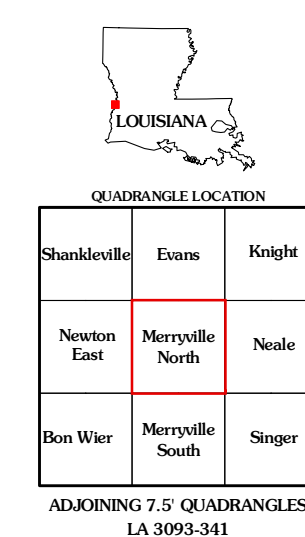 LOUISIANA
QUADRANGLE LOCATION
Shankleville Evans Knight
Newton East Merryville North Neale
Bon Wier Merryville South Singer
ADJOINING 7.5' QUADRANGLES
LA 3093-341